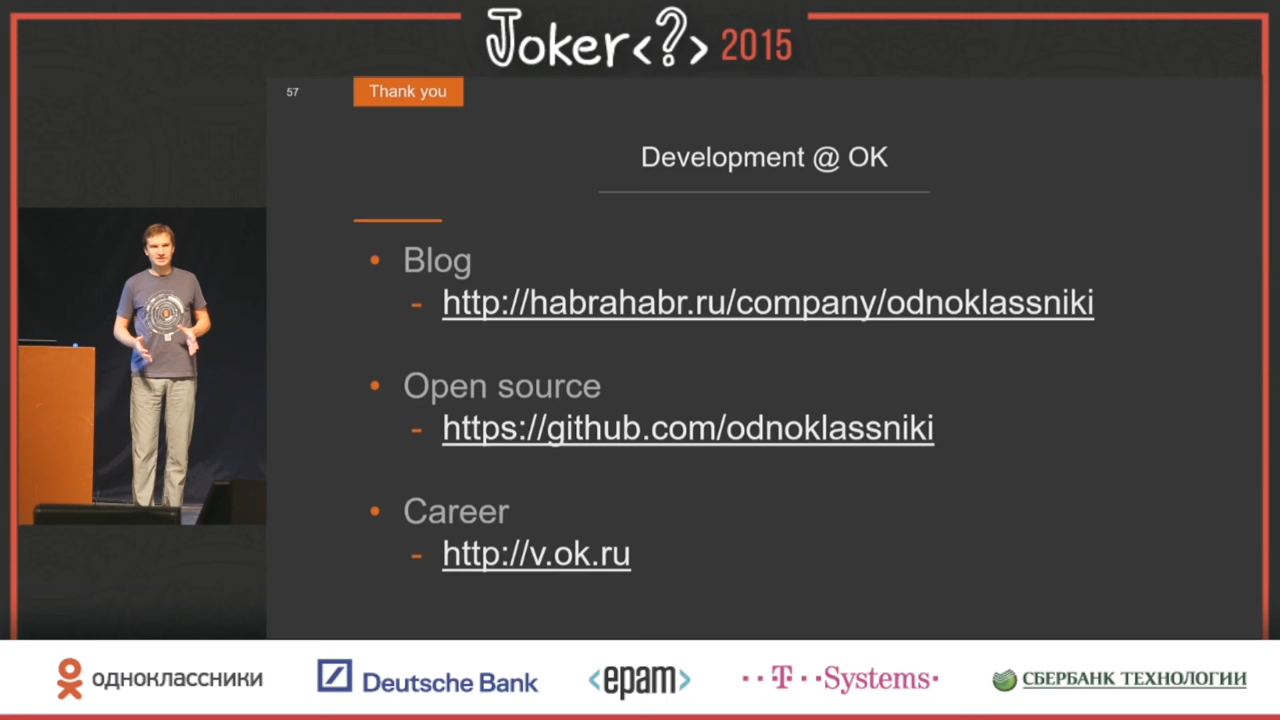 Joker<?> 2015
57
Thank you
Development @ OK
• Blog
- http://habrahabr.ru/company/odnoklassniki
• Open source
- https://github.com/odnoklassniki
• Career
- http://v.ok.ru
одноклассники
Deutsche Bank
<epam>
··T··Systems·
СБЕРБАНК ТЕХНОЛОГИИ